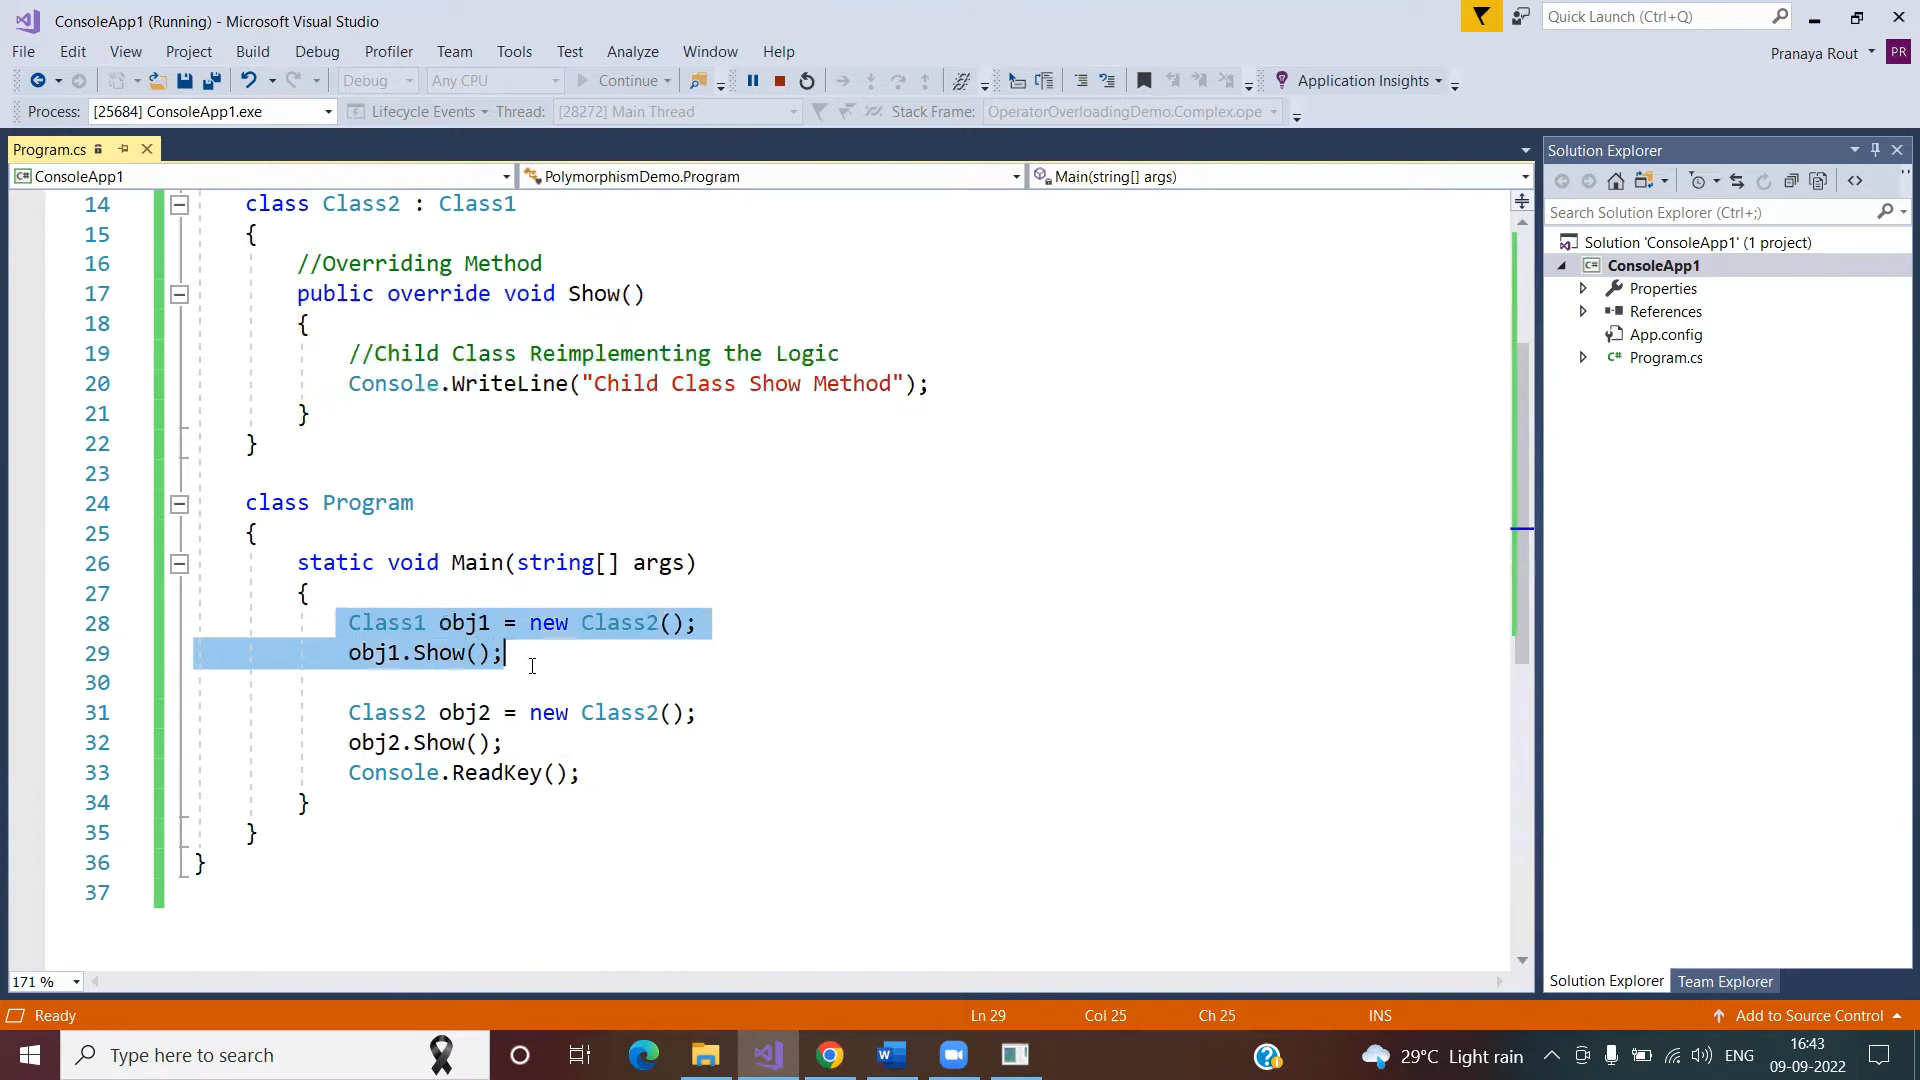 ConsoleApp1 (Running) - Microsoft Visual Studio
Quick Launch (Ctrl+Q)
File Edit View Project Build Debug Team Tools Test Analyze Window Help
Profiler
Pranaya Rout PR
Debug Any CPU Continue Application Insights
Process: [25684] ConsoleApp1.exe Lifecycle Events Thread: [28272] Main Thread Stack Frame: OperatorOverloadingDemo.Complex.ope
Program.cs
ConsoleApp1 PolymorphismDemo.Program Main(string[] args)
14 class Class2 : Class1
15 {
16 //Overriding Method
17 public override void Show()
18 {
19 //Child Class Reimplementing the Logic
20 Console.WriteLine("Child Class Show Method");
21 }
22 }
23
24 class Program
25 {
26 static void Main(string[] args)
27 {
28 Class1 obj1 = new Class2();
29 obj1.Show();
30
31 Class2 obj2 = new Class2();
32 obj2.Show();
33 Console.ReadKey();
34 }
35 }
36 }
37
171 %
Solution Explorer
Search Solution Explorer (Ctrl+;)
Solution 'ConsoleApp1' (1 project)
C# ConsoleApp1
Properties
References
App.config
C# Program.cs
Solution Explorer Team Explorer
Ready Ln 29 Col 25 Ch 25 INS Add to Source Control
Type here to search
29°C Light rain ENG
16:43
09-09-2022